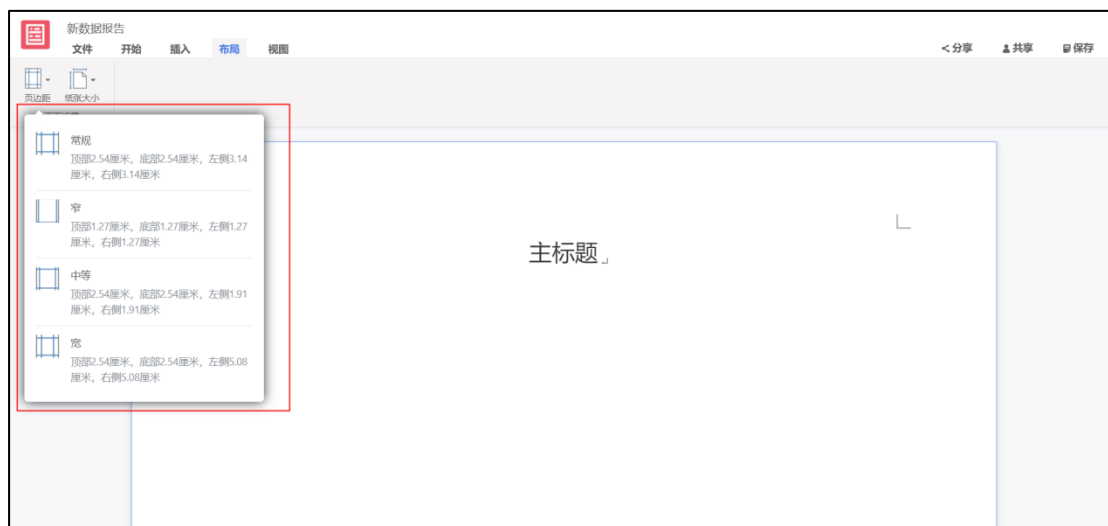 新数据报告
文件 开始 插入 布局 视图
分享 共享 保存
页边距 纸张大小
常规
顶部2.54厘米，底部2.54厘米，左侧3.14
厘米，右侧3.14厘米
窄
顶部1.27厘米，底部1.27厘米，左侧1.27
厘米，右侧1.27厘米
中等
顶部2.54厘米，底部2.54厘米，左侧1.91
厘米，右侧1.91厘米
宽
顶部2.54厘米，底部2.54厘米，左侧5.08
厘米，右侧5.08厘米
主标题